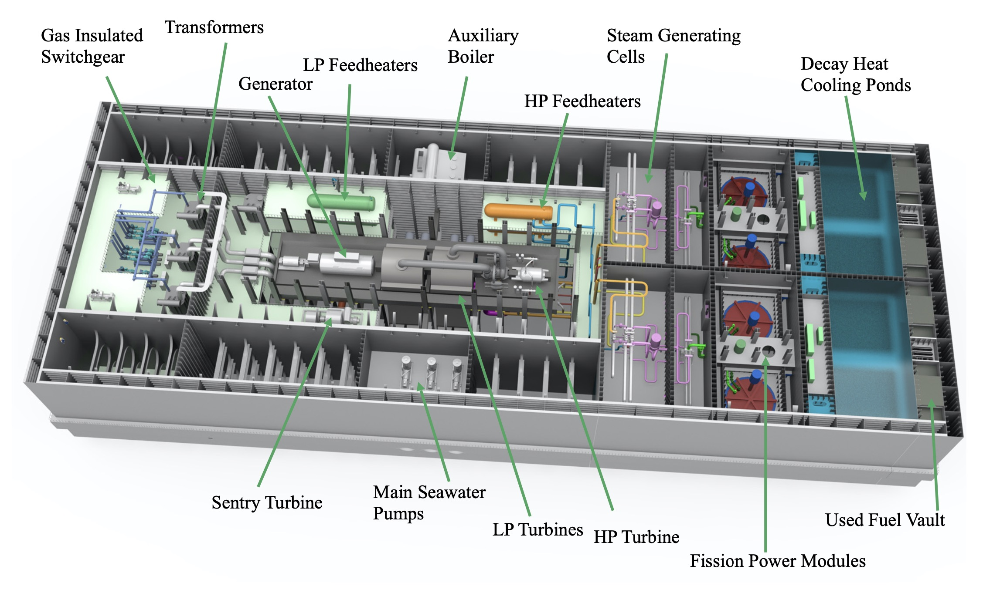 Gas Insulated
Switchgear
Transformers
Generator
LP Feedheaters
Auxiliary
Boiler
HP Feedheaters
Steam Generating
Cells
Decay Heat
Cooling Ponds
Sentry Turbine
Main Seawater
Pumps
LP Turbines
HP Turbine
Fission Power Modules
Used Fuel Vault